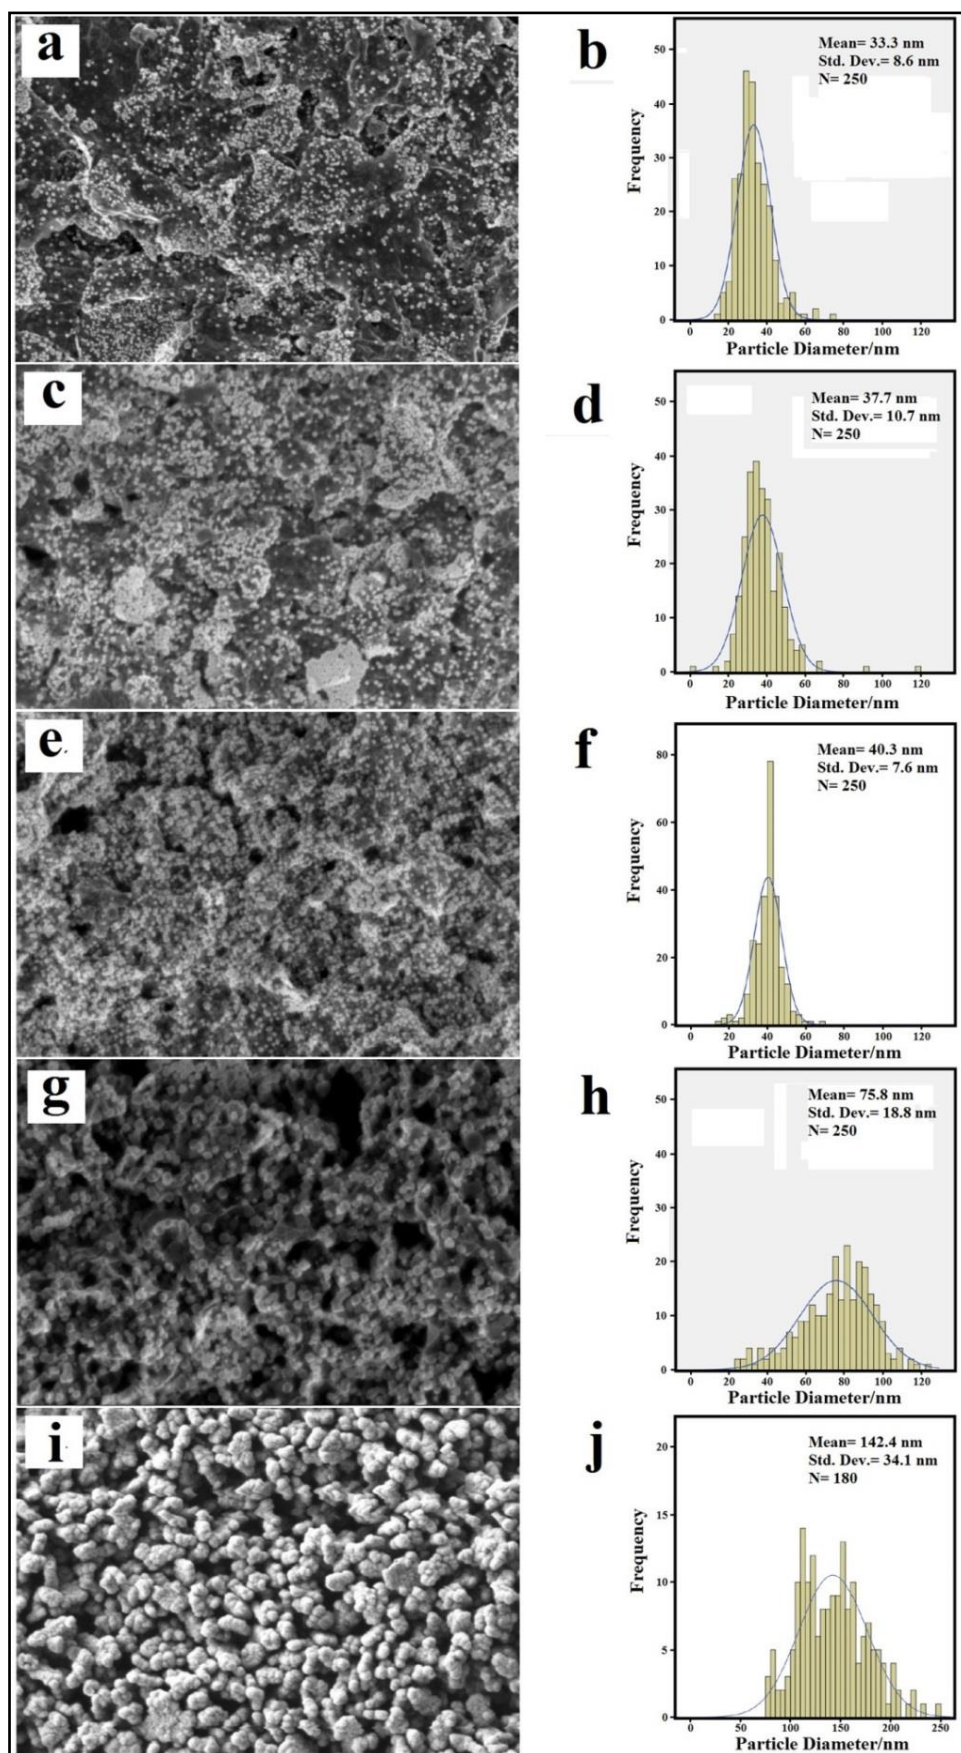 a
b
Mean= 33.3 nm
Std. Dev.= 8.6 nm
N= 250
Frequency
50
40
30
20
10
0
0 20 40 60 80 100 120
Particle Diameter/nm
c
d
Mean= 37.7 nm
Std. Dev.= 10.7 nm
N= 250
Frequency
50
40
30
20
10
0
0 20 40 60 80 100 120
Particle Diameter/nm
e
f
Mean= 40.3 nm
Std. Dev.= 7.6 nm
N= 250
Frequency
80
60
40
20
0
0 20 40 60 80 100 120
Particle Diameter/nm
g
h
Mean= 75.8 nm
Std. Dev.= 18.8 nm
N= 250
Frequency
50
40
30
20
10
0
0 20 40 60 80 100 120
Particle Diameter/nm
i
j
Mean= 142.4 nm
Std. Dev.= 34.1 nm
N= 180
Frequency
20
15
10
5
0
0 50 100 150 200 250
Particle Diameter/nm